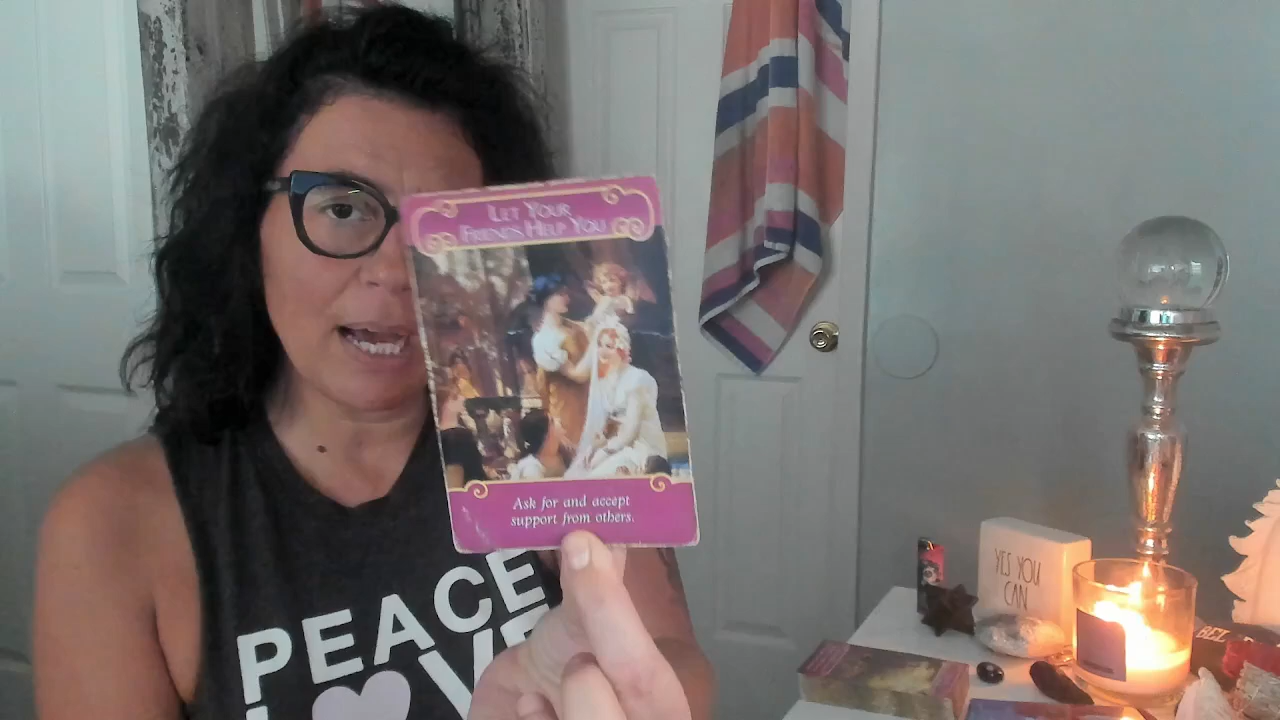 LET YOUR
FRIENDS HELP YOU
Ask for and accept
support from others.
PEACE
YES YOU
CAN